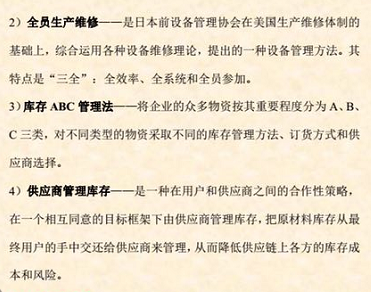 2）全员生产维修——是日本前设备管理协会在美国生产维修体制的
基础上，综合运用各种设备维修理论，提出的一种设备管理方法。其
特点是“三全”：全效率、全系统和全员参加。
3）库存 ABC 管理法——将企业的众多物资按其重要程度分为 A、B、
C 三类，对不同类型的物资采取不同的库存管理方法、订货方式和供
应商选择。
4）供应商管理库存——是一种在用户和供应商之间的合作性策略，
在一个相互同意的目标框架下由供应商管理库存，把原材料库存从最
终用户的手中交还给供应商来管理，从而降低供应链上各方的库存成
本和风险。